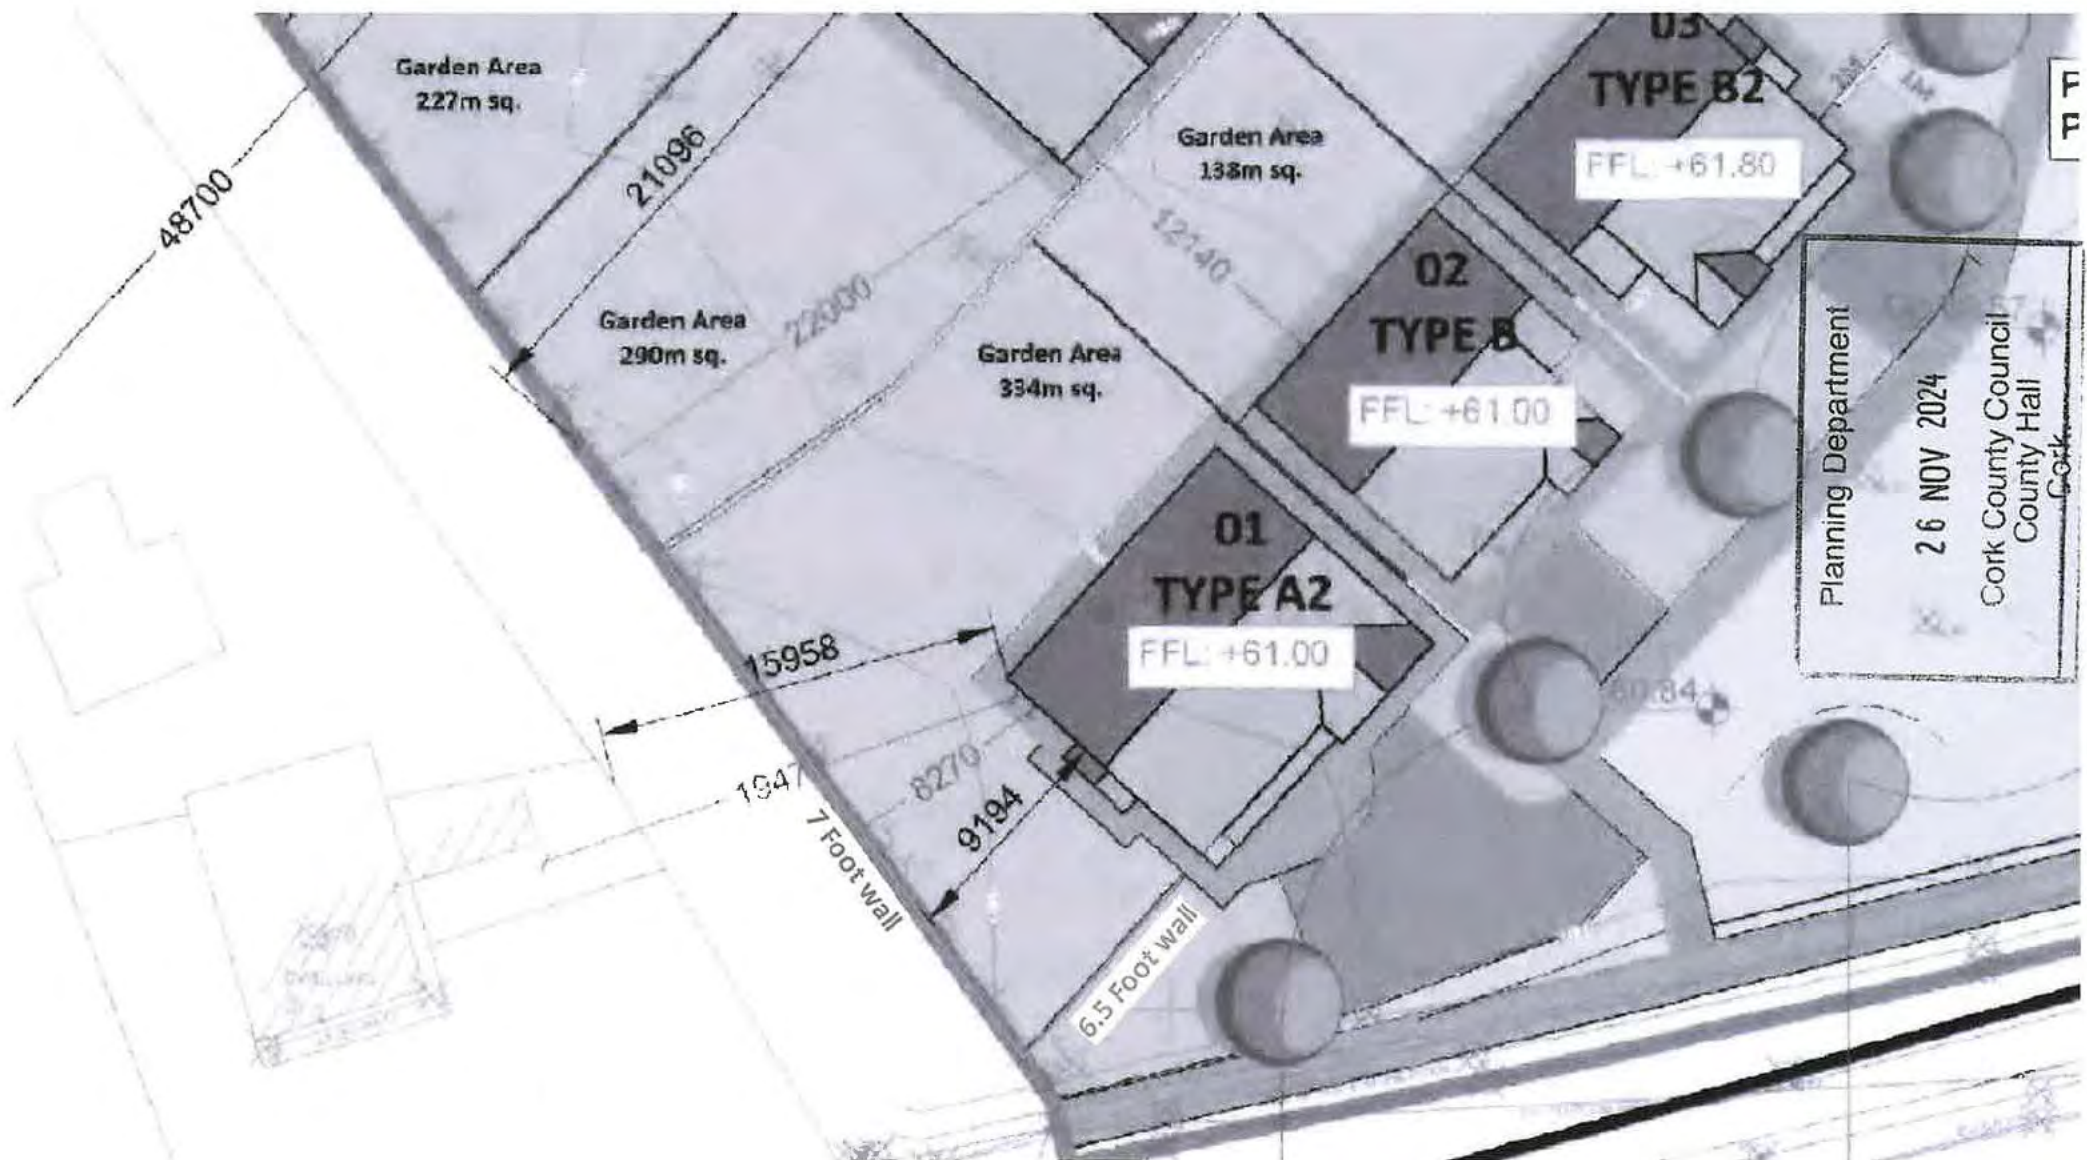 Garden Area
227m sq.
48700
21096
Garden Area
138m sq.
03
TYPE B2
FFL: +61.80
12140
22000
Garden Area
290m sq.
Garden Area
334m sq.
02
TYPE B
FFL: +61.00
01
TYPE A2
FFL: +61.00
15958
8270
9194
7 Foot wall
6.5 Foot wall
60.84
Planning Department
26 NOV 2024
Cork County Council
County Hall
Cork.